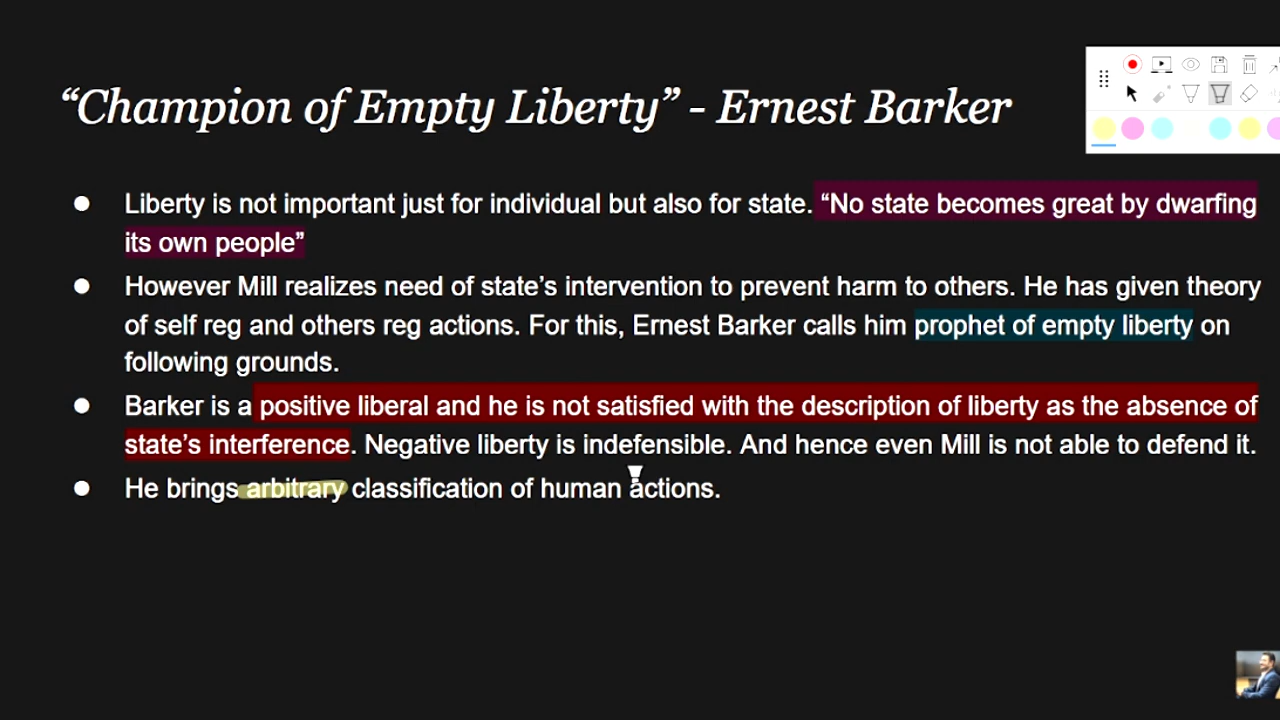 “Champion of Empty Liberty” - Ernest Barker
Liberty is not important just for individual but also for state. “No state becomes great by dwarfing
its own people”
However Mill realizes need of state’s intervention to prevent harm to others. He has given theory
of self reg and others reg actions. For this, Ernest Barker calls him prophet of empty liberty on
following grounds.
Barker is a positive liberal and he is not satisfied with the description of liberty as the absence of
state’s interference. Negative liberty is indefensible. And hence even Mill is not able to defend it.
He brings arbitrary classification of human actions.